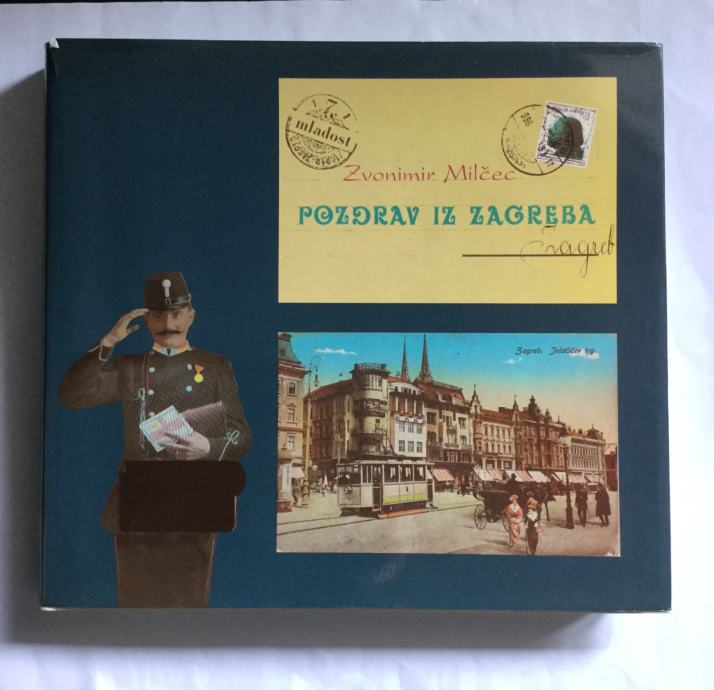 mladost
Zvonimir Milčec
POZDRAV IZ ZAGREBA
Zagreb
Zagreb. Jelačićev trg.